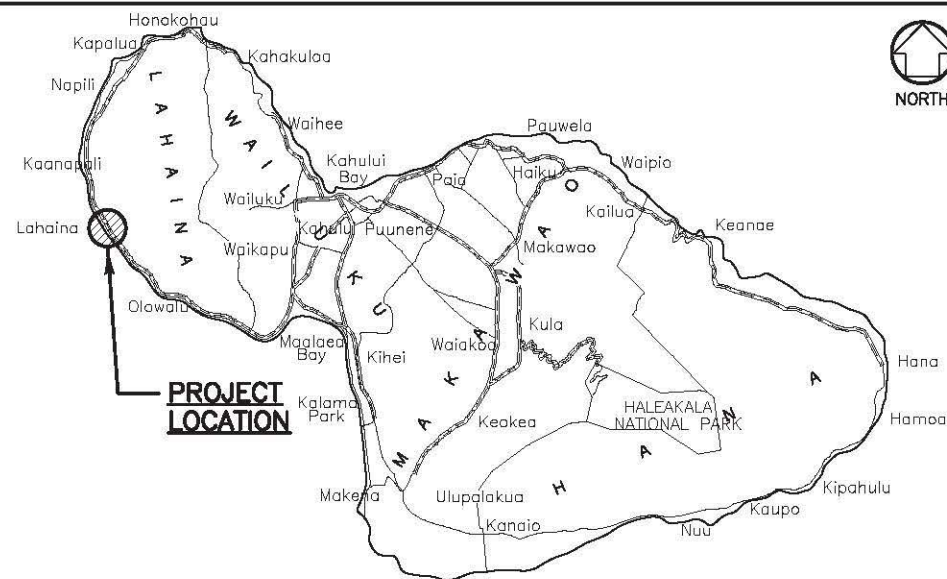 Honokohau
Kapalua
Kahakuloa
Napili
LAHAINA
WAILUKU
Waihee
Pauwela
NORTH
Kaanapali
Kahului
Bay
Paia
Haiku
Waipio
Wailuku
Kailua
Keanae
Lahaina
Kahului
Puunene
Waikapu
Makawao
MAKAWAO
Olowalu
Maalaea
Bay
Kihei
Waiakoa
Kula
Hana
PROJECT
LOCATION
Kalama
Park
Keokea
HALEAKALA
NATIONAL PARK
HANA
Hamoa
Makena
Ulupalakua
Kipahulu
Kanaio
Kaupo
Nuu